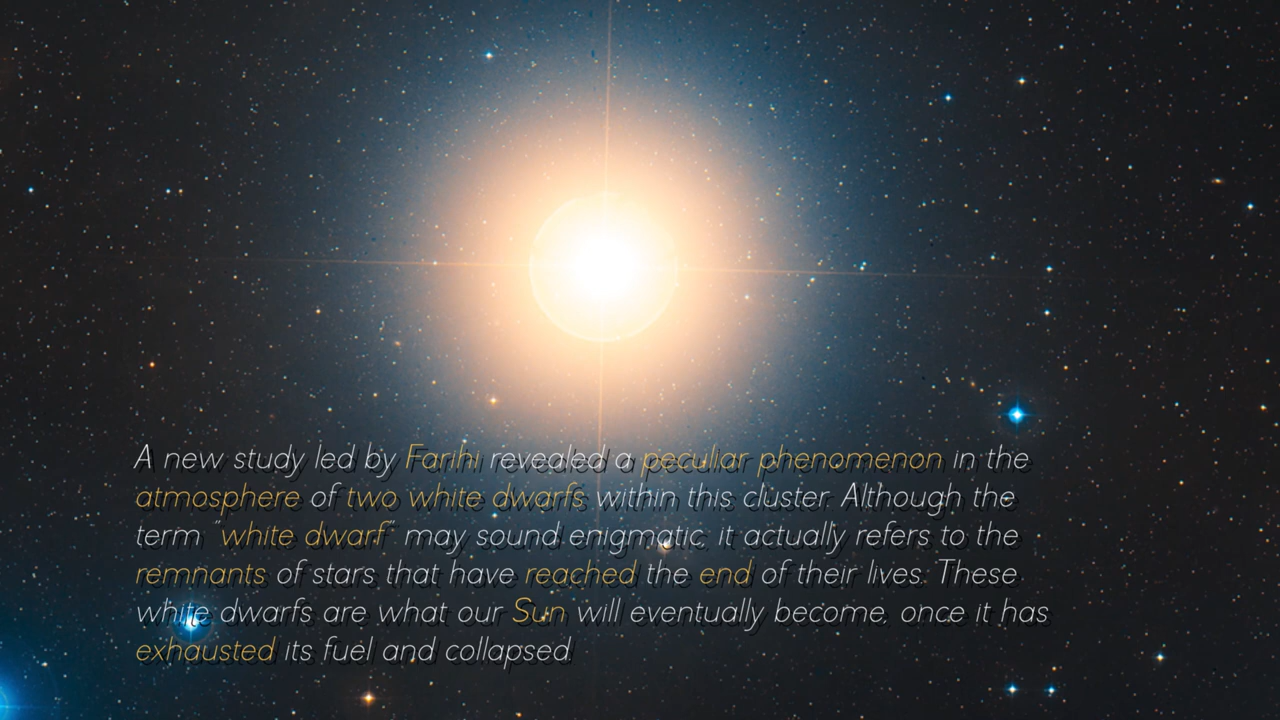 A new study led by Farihi revealed a peculiar phenomenon in the
atmosphere of two white dwarfs within this cluster. Although the
term "white dwarf" may sound enigmatic, it actually refers to the
remnants of stars that have reached the end of their lives. These
white dwarfs are what our Sun will eventually become, once it has
exhausted its fuel and collapsed.